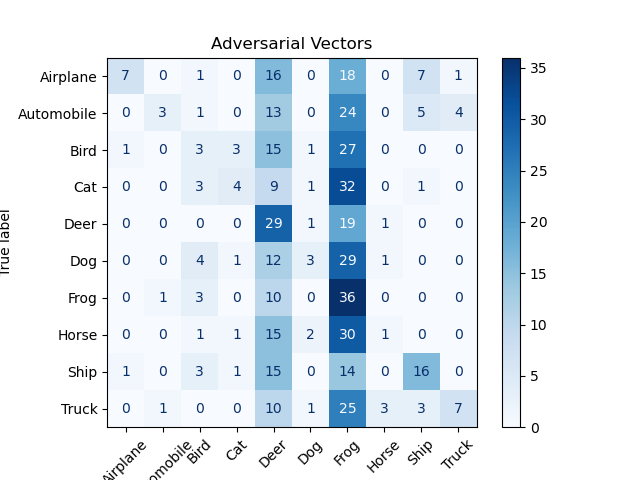 Adversarial Vectors
Airplane 7 0 1 0 16 0 18 0 7 1
Automobile 0 3 1 0 13 0 24 0 5 4
Bird 1 0 3 3 15 1 27 0 0 0
Cat 0 0 3 4 9 1 32 0 1 0
Deer 0 0 0 0 29 1 19 1 0 0
Dog 0 0 4 1 12 3 29 1 0 0
Frog 0 1 3 0 10 0 36 0 0 0
Horse 0 0 1 1 15 2 30 1 0 0
Ship 1 0 3 1 15 0 14 0 16 0
Truck 0 1 0 0 10 1 25 3 3 7
Airplane omobile Bird Cat Deer Dog Frog Horse Ship Truck
True label
35
30
25
20
15
10
5
0